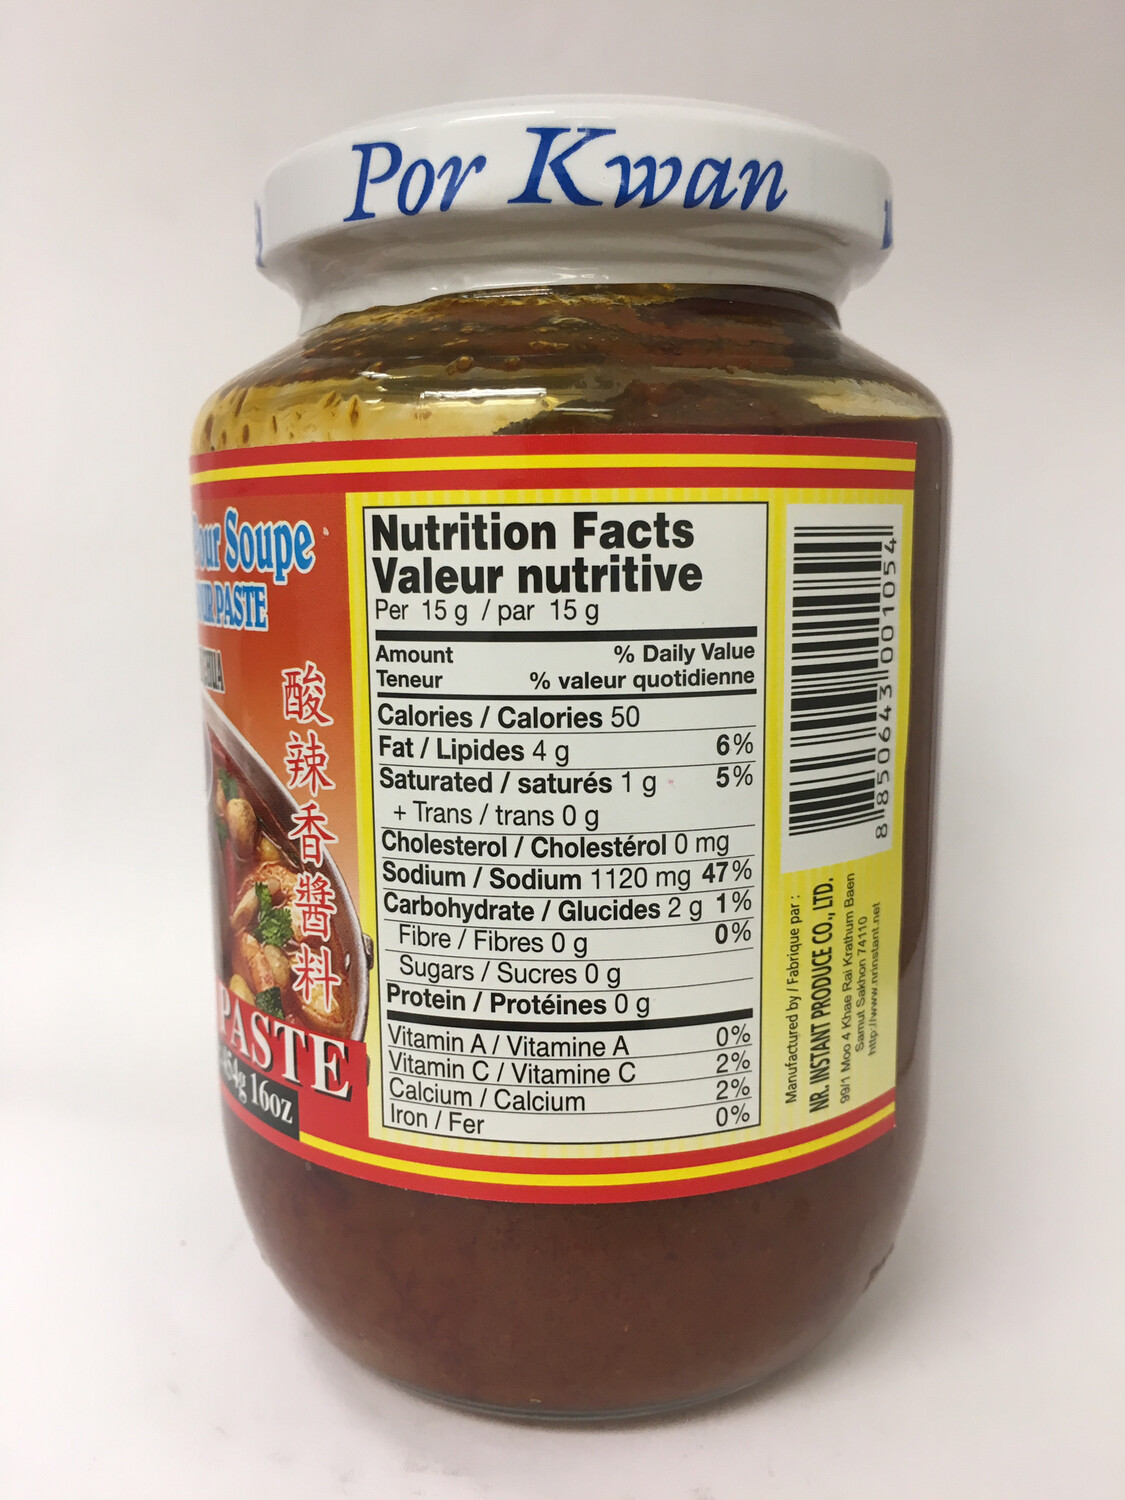 Por Kwan
Soupe
PASTE
酸辣香醬料
PASTE
454g 16oz
Nutrition Facts
Valeur nutritive
Per 15 g / par 15 g
Amount % Daily Value
Teneur % valeur quotidienne
Calories / Calories 50
Fat / Lipides 4 g 6%
Saturated / saturés 1 g 5%
+ Trans / trans 0 g
Cholesterol / Cholestérol 0 mg
Sodium / Sodium 1120 mg 47%
Carbohydrate / Glucides 2 g 1%
Fibre / Fibres 0 g 0%
Sugars / Sucres 0 g
Protein / Protéines 0 g
Vitamin A / Vitamine A 0%
Vitamin C / Vitamine C 2%
Calcium / Calcium 2%
Iron / Fer 0%
8 850643 001054
Manufactured by / Fabrique par :
NR. INSTANT PRODUCE CO., LTD.
99/1 Moo 4 Khae Rai Krathum Baen
Samut Sakhon 74110
http://www.nrinstant.net